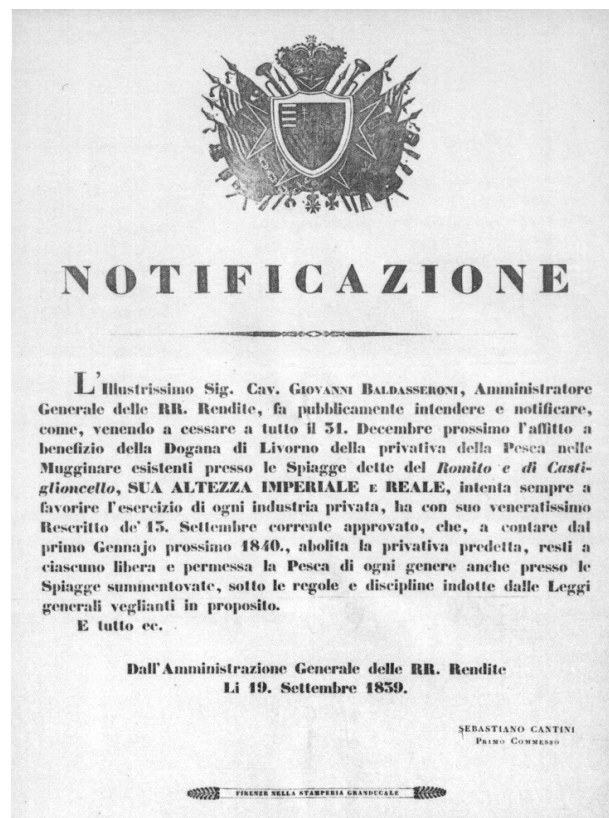 NOTIFICAZIONE
L'Illustrissimo Sig. Cav. GIOVANNI BALDASSERONI, Amministratore
Generale delle RR. Rendite, fa pubblicamente intendere e notificare,
come, venendo a cessare a tutto il 31. Decembre prossimo l'affitto a
benefizio della Dogana di Livorno della privativa della Pesca nelle
Mugginare esistenti presso le Spiagge dette del Romito e di Casti-
glioncello, SUA ALTEZZA IMPERIALE E REALE, intenta sempre a
favorire l'esercizio di ogni industria privata, ha con suo veneratissimo
Rescritto de' 13. Settembre corrente approvato, che, a contare dal
primo Gennajo prossimo 1840., abolita la privativa predetta, resti a
ciascuno libera e permessa la Pesca di ogni genere anche presso le
Spiagge summentovate, sotto le regole e discipline indotte dalle Leggi
generali veglianti in proposito.
E tutto ec.
Dall'Amministrazione Generale delle RR. Rendite
Li 19. Settembre 1839.
SEBASTIANO CANTINI
PRIMO COMMESSO
FIRENZE NELLA STAMPERIA GRANDUCALE